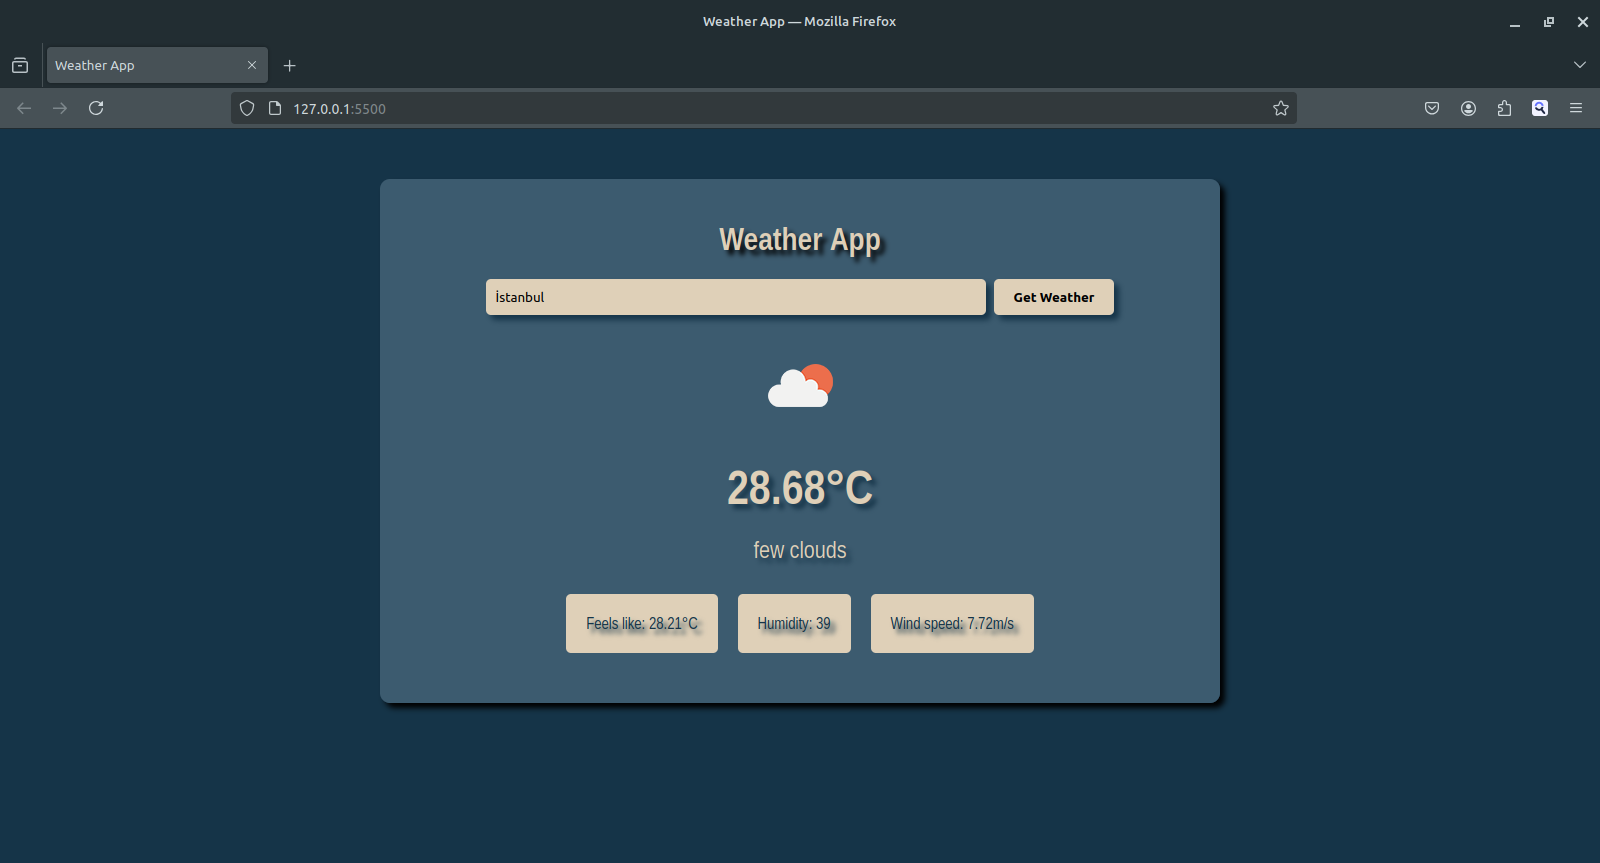 Weather App — Mozilla Firefox
Weather App
127.0.0.1:5500
Weather App
İstanbul
Get Weather
28.68°C
few clouds
Feels like: 28.21°C
Humidity: 39
Wind speed: 7.72m/s